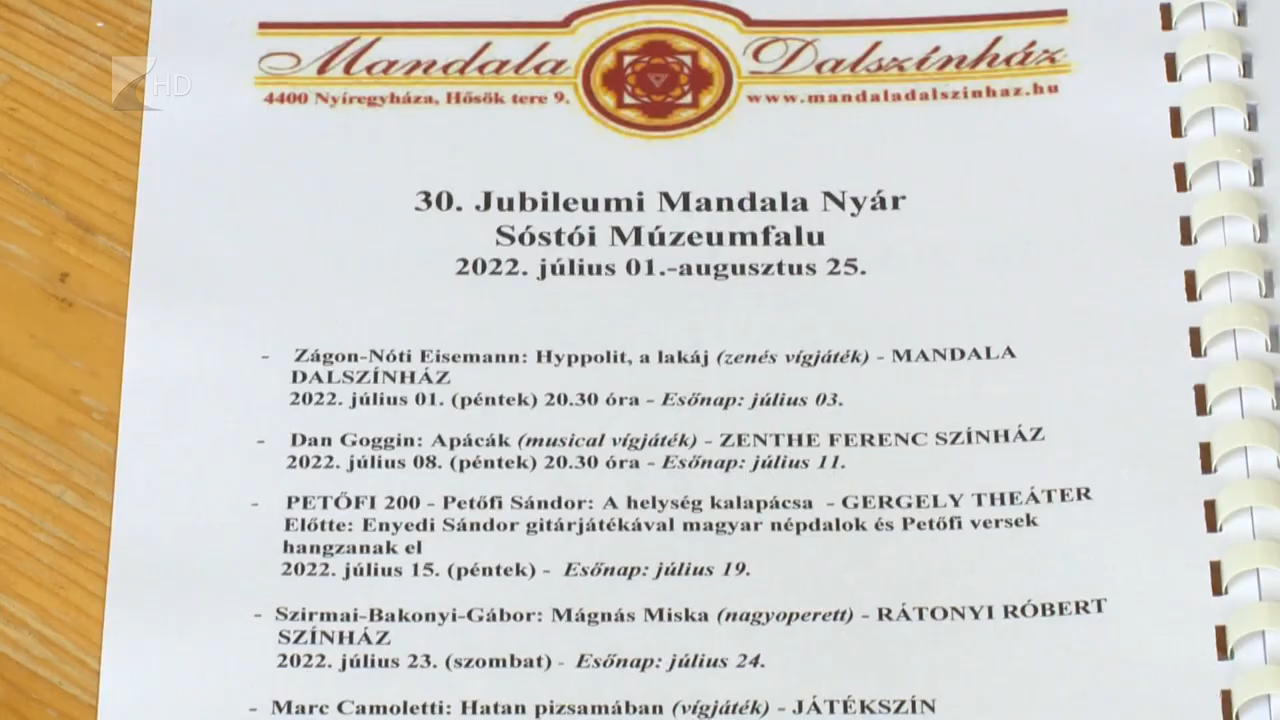 HD
Mandala Dalszínház
4400 Nyíregyháza, Hősök tere 9. www.mandaladalszinhaz.hu
30. Jubileumi Mandala Nyár
Sóstói Múzeumfalu
2022. július 01.-augusztus 25.
- Zágon-Nóti Eisemann: Hyppolit, a lakáj (zenés vígjáték) - MANDALA
DALSZÍNHÁZ
2022. július 01. (péntek) 20.30 óra - Esőnap: július 03.
- Dan Goggin: Apácák (musical vígjáték) - ZENTHE FERENC SZÍNHÁZ
2022. július 08. (péntek) 20.30 óra - Esőnap: július 11.
- PETŐFI 200 - Petőfi Sándor: A helység kalapácsa - GERGELY THEÁTER
Előtte: Enyedi Sándor gitárjátékával magyar népdalok és Petőfi versek
hangzanak el
2022. július 15. (péntek) - Esőnap: július 19.
- Szirmai-Bakonyi-Gábor: Mágnás Miska (nagyoperett) - RÁTONYI RÓBERT
SZÍNHÁZ
2022. július 23. (szombat) - Esőnap: július 24.
- Marc Camoletti: Hatan pizsamában (vígjáték) - JÁTÉKSZÍN